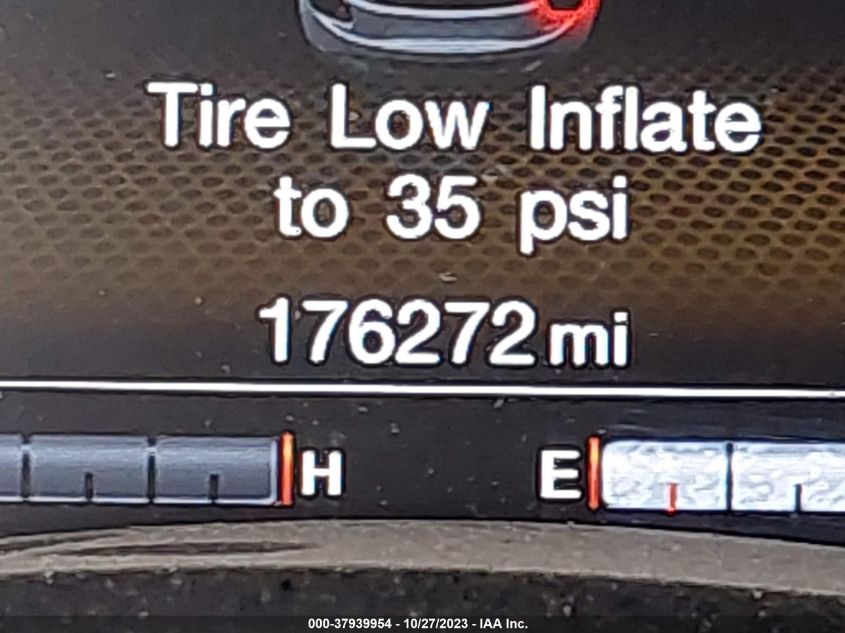 Tire Low Inflate
to 35 psi
176272 mi
H E
000-37939954 - 10/27/2023 - IAA Inc.